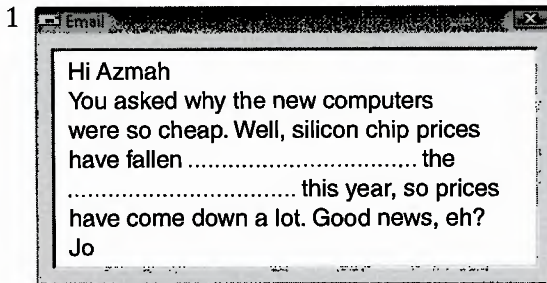 1
Email
Hi Azmah
You asked why the new computers
were so cheap. Well, silicon chip prices
have fallen ................................. the
................................. this year, so prices
have come down a lot. Good news, eh?
Jo